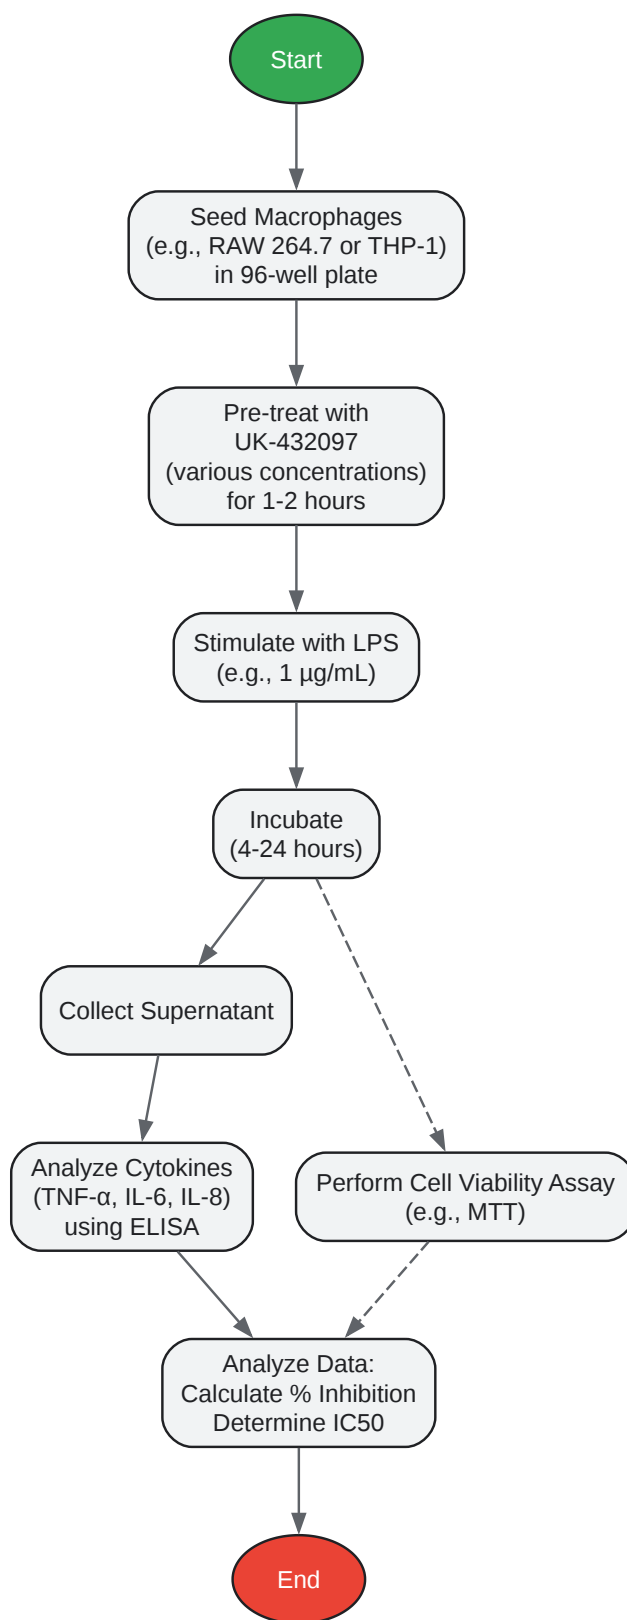 Start
Seed Macrophages
(e.g., RAW 264.7 or THP-1)
in 96-well plate
Pre-treat with
UK-432097
(various concentrations)
for 1-2 hours
Stimulate with LPS
(e.g., 1 µg/mL)
Incubate
(4-24 hours)
Collect Supernatant
Analyze Cytokines
(TNF-α, IL-6, IL-8)
using ELISA
Perform Cell Viability Assay
(e.g., MTT)
Analyze Data:
Calculate % Inhibition
Determine IC50
End